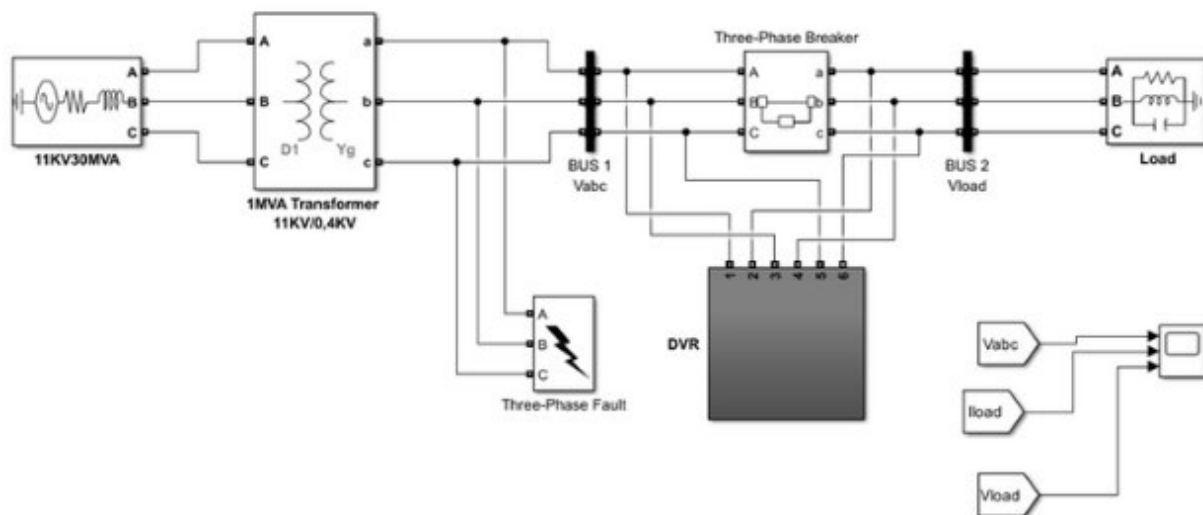 Three-Phase Breaker
A
B
C
11KV30MVA
A
B
C
D1
Yg
a
b
c
1MVA Transformer
11KV/0,4KV
BUS 1
Vabc
A
B
C
a
b
c
BUS 2
Vload
A
B
C
Load
1
2
3
4
5
6
DVR
A
B
C
Three-Phase Fault
Vabc
Iload
Vload